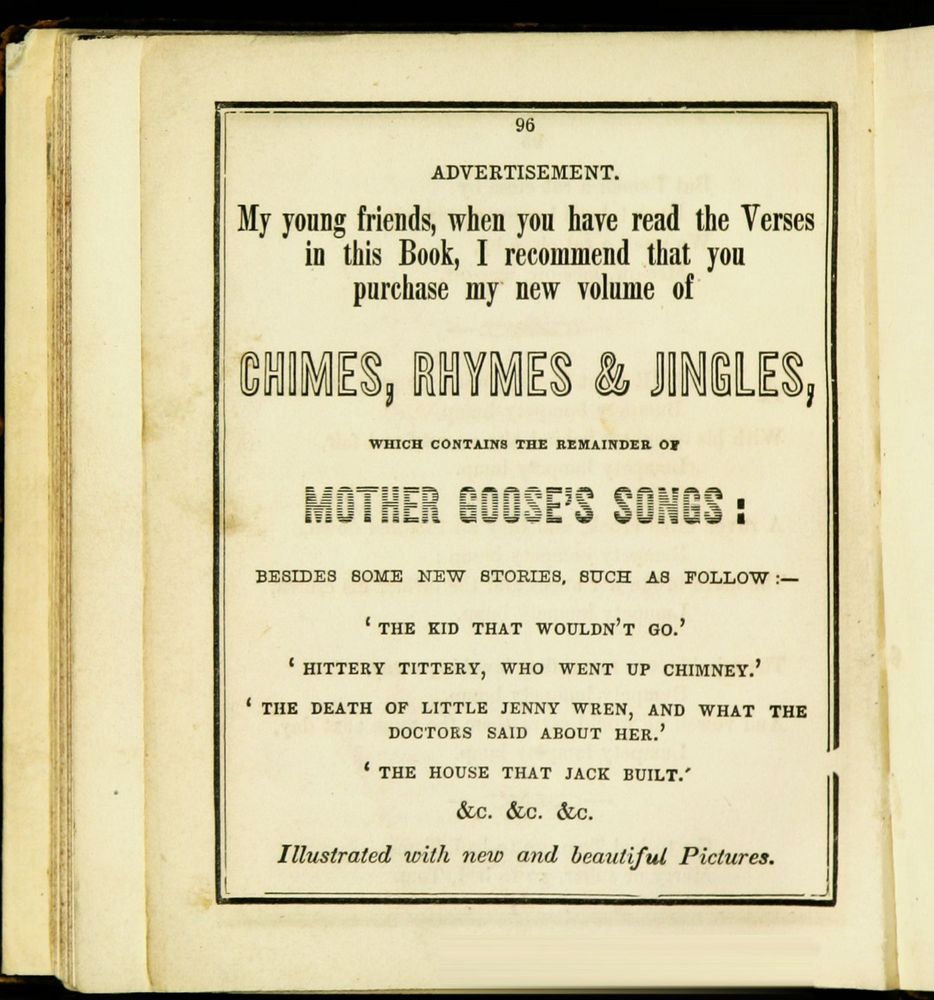 96
ADVERTISEMENT.
My young friends, when you have read the Verses
in this Book, I recommend that you
purchase my new volume of
CHIMES, RHYMES & JINGLES,
WHICH CONTAINS THE REMAINDER OF
MOTHER GOOSE'S SONGS:
BESIDES SOME NEW STORIES, SUCH AS FOLLOW:—
‘THE KID THAT WOULDN'T GO.’
‘HITTERY TITTERY, WHO WENT UP CHIMNEY.’
‘THE DEATH OF LITTLE JENNY WREN, AND WHAT THE
DOCTORS SAID ABOUT HER.’
‘THE HOUSE THAT JACK BUILT.’
&c. &c. &c.
Illustrated with new and beautiful Pictures.